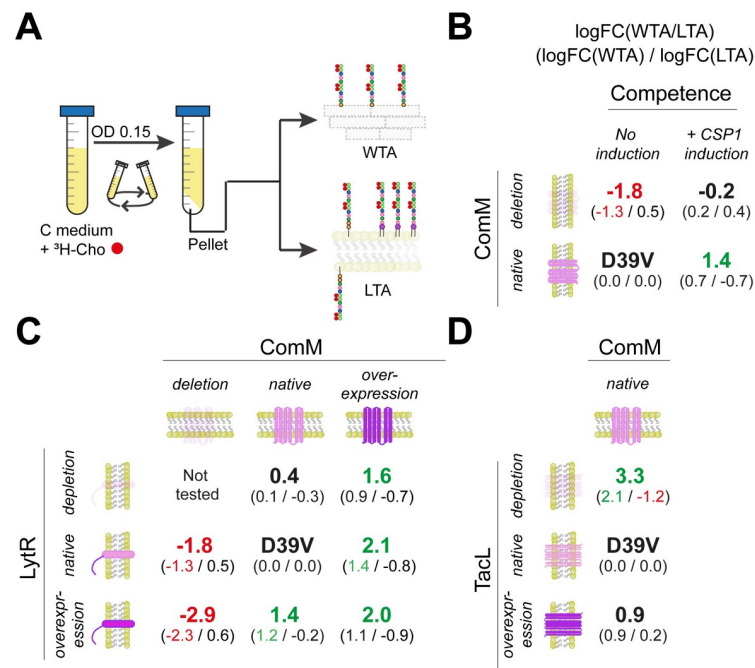 A
OD 0.15
C medium
+ ³H-Cho
Pellet
WTA
LTA
B
logFC(WTA/LTA)
(logFC(WTA) / logFC(LTA)
Competence
No induction
+ CSP1 induction
ComM
deletion
-1.8
(-1.3 / 0.5)
-0.2
(0.2 / 0.4)
native
D39V
(0.0 / 0.0)
1.4
(0.7 / -0.7)
C
ComM
deletion
native
over-
expression
LytR
depletion
Not
tested
0.4
(0.1 / -0.3)
1.6
(0.9 / -0.7)
native
-1.8
(-1.3 / 0.5)
D39V
(0.0 / 0.0)
2.1
(1.4 / -0.8)
overexpr-
ession
-2.9
(-2.3 / 0.6)
1.4
(1.2 / -0.2)
2.0
(1.1 / -0.9)
D
ComM
native
TacL
depletion
3.3
(2.1 / -1.2)
native
D39V
(0.0 / 0.0)
overexpr-
ession
0.9
(0.9 / 0.2)